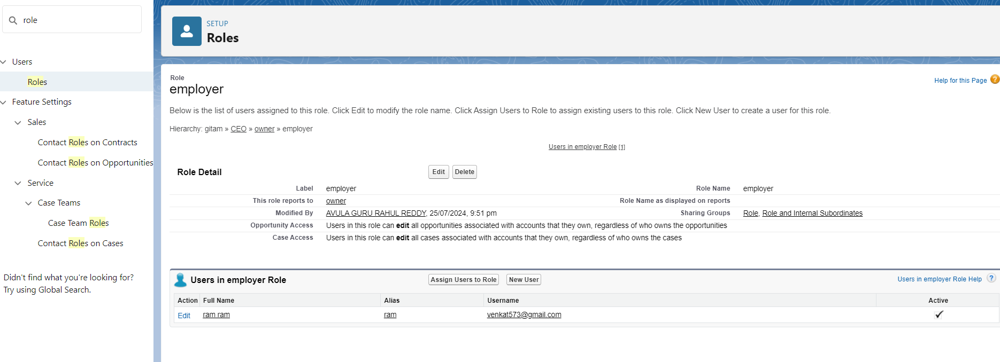 role
Users
Roles
Feature Settings
Sales
Contact Roles on Contracts
Contact Roles on Opportunities
Service
Case Teams
Case Team Roles
Contact Roles on Cases
Didn't find what you're looking for?
Try using Global Search.
SETUP
Roles
Role
employer
Help for this Page ?
Below is the list of users assigned to this role. Click Edit to modify the role name. Click Assign Users to Role to assign existing users to this role. Click New User to create a user for this role.
Hierarchy: gitam » CEO » owner » employer
Users in employer Role [1]
Role Detail Edit Delete
Label employer Role Name employer
This role reports to owner Role Name as displayed on reports
Modified By AVULA GURU RAHUL REDDY, 25/07/2024, 9:51 pm Sharing Groups Role, Role and Internal Subordinates
Opportunity Access Users in this role can edit all opportunities associated with accounts that they own, regardless of who owns the opportunities
Case Access Users in this role can edit all cases associated with accounts that they own, regardless of who owns the cases
Users in employer Role Assign Users to Role New User Users in employer Role Help ?
Action Full Name Alias Username Active
Edit ram ram ram venkat573@gmail.com